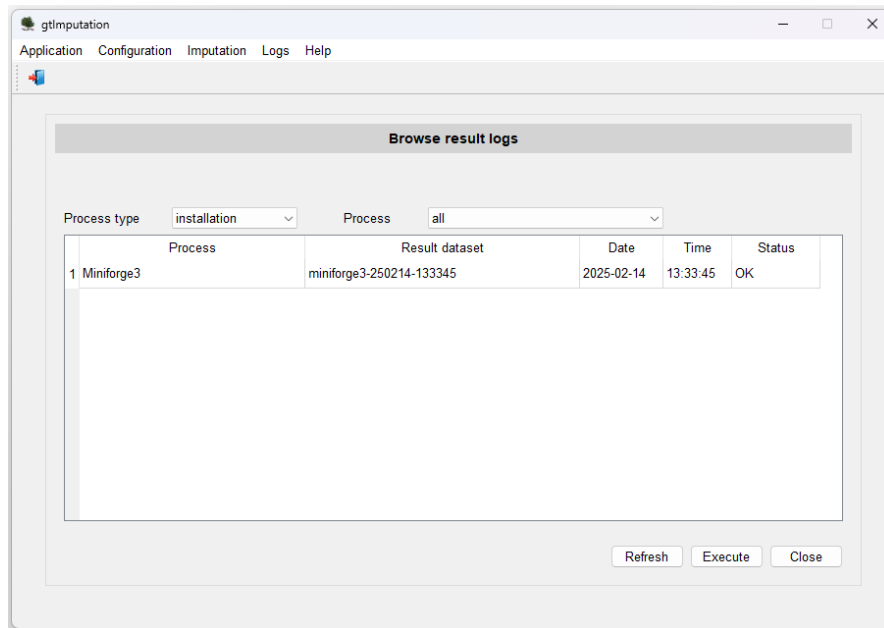 gtImputation
Application Configuration Imputation Logs Help
Browse result logs
Process type installation Process all
Process Result dataset Date Time Status
1 Miniforge3 miniforge3-250214-133345 2025-02-14 13:33:45 OK
Refresh Execute Close